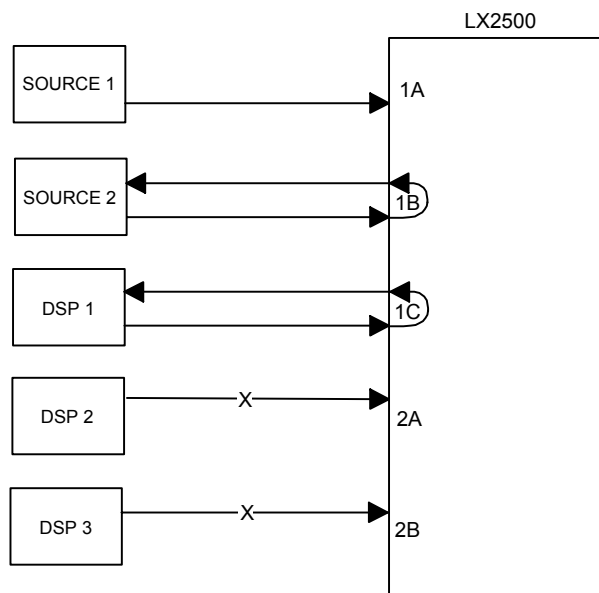 LX2500
SOURCE 1
1A
SOURCE 2
1B
DSP 1
1C
DSP 2
X
2A
DSP 3
X
2B